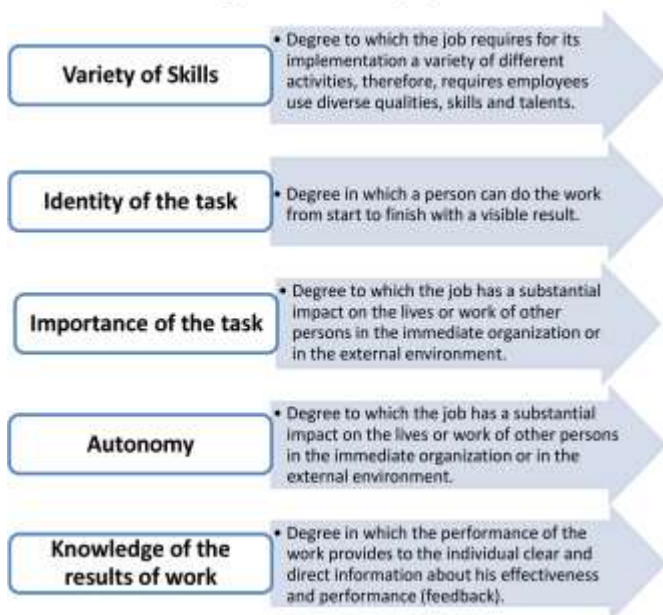 Variety of Skills
• Degree to which the job requires for its
implementation a variety of different
activities, therefore, requires employees
use diverse qualities, skills and talents.
Identity of the task
• Degree in which a person can do the work
from start to finish with a visible result.
Importance of the task
• Degree to which the job has a substantial
impact on the lives or work of other
persons in the immediate organization or
in the external environment.
Autonomy
• Degree to which the job has a substantial
impact on the lives or work of other persons
in the immediate organization or in the
external environment.
Knowledge of the
results of work
• Degree in which the performance of the
work provides to the individual clear and
direct information about his effectiveness
and performance (feedback).